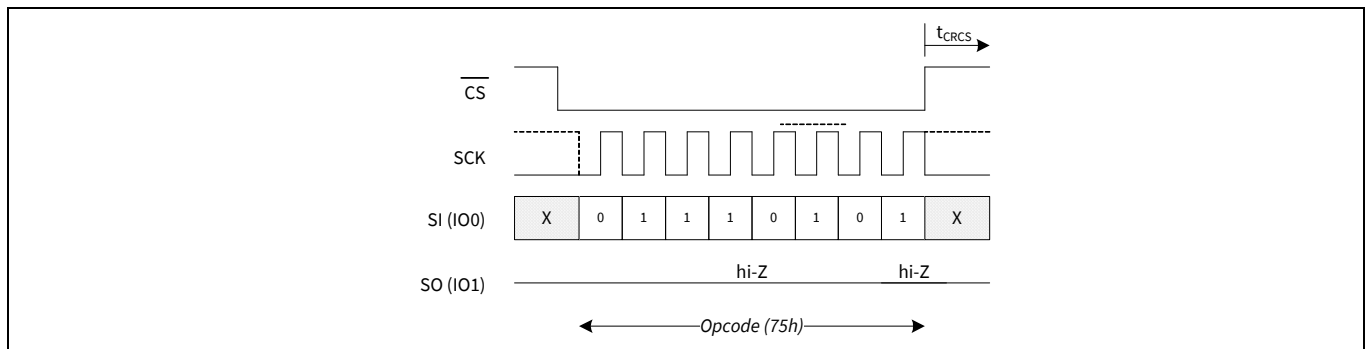 tCRCS
CS
SCK
SI (IO0) X 0 1 1 1 0 1 0 1 X
hi-Z hi-Z
SO (IO1)
Opcode (75h)